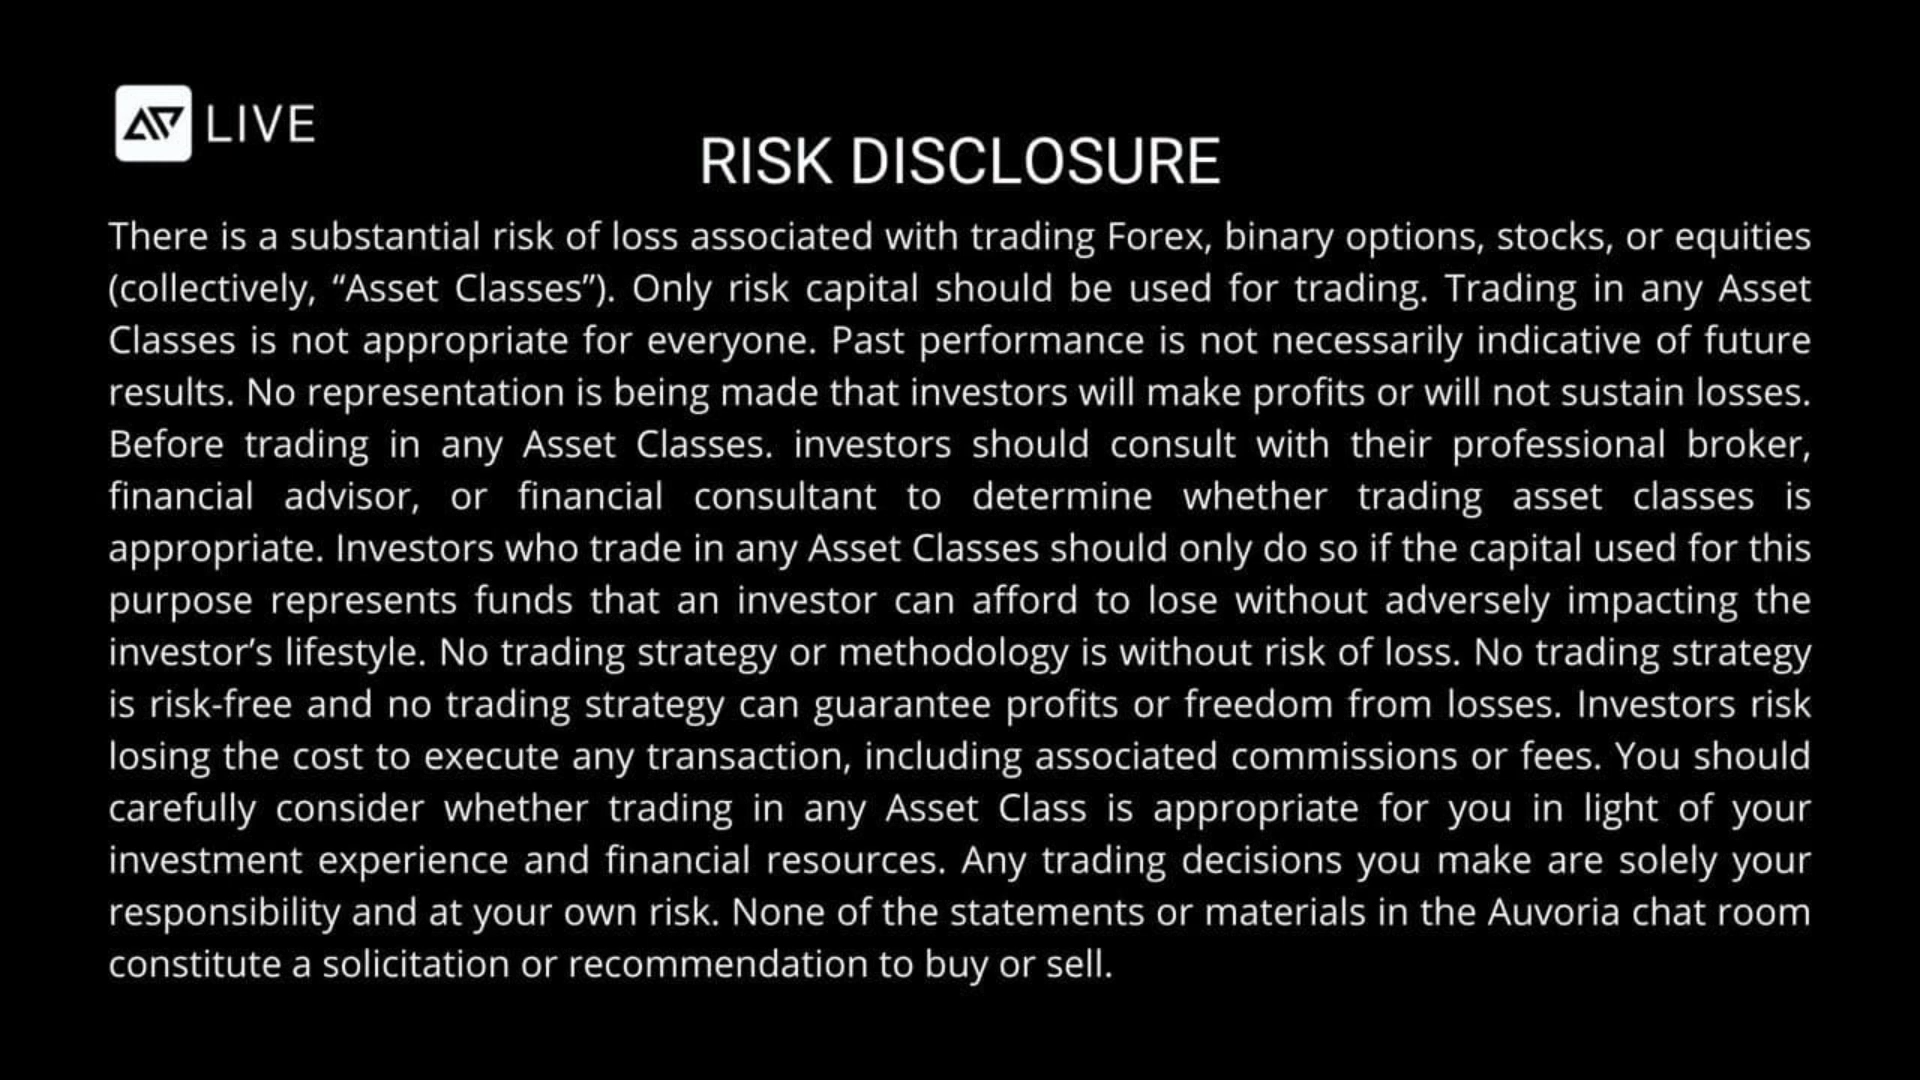 LIVE
RISK DISCLOSURE
There is a substantial risk of loss associated with trading Forex, binary options, stocks, or equities
(collectively, “Asset Classes”). Only risk capital should be used for trading. Trading in any Asset
Classes is not appropriate for everyone. Past performance is not necessarily indicative of future
results. No representation is being made that investors will make profits or will not sustain losses.
Before trading in any Asset Classes. investors should consult with their professional broker,
financial advisor, or financial consultant to determine whether trading asset classes is
appropriate. Investors who trade in any Asset Classes should only do so if the capital used for this
purpose represents funds that an investor can afford to lose without adversely impacting the
investor’s lifestyle. No trading strategy or methodology is without risk of loss. No trading strategy
is risk-free and no trading strategy can guarantee profits or freedom from losses. Investors risk
losing the cost to execute any transaction, including associated commissions or fees. You should
carefully consider whether trading in any Asset Class is appropriate for you in light of your
investment experience and financial resources. Any trading decisions you make are solely your
responsibility and at your own risk. None of the statements or materials in the Auvoria chat room
constitute a solicitation or recommendation to buy or sell.